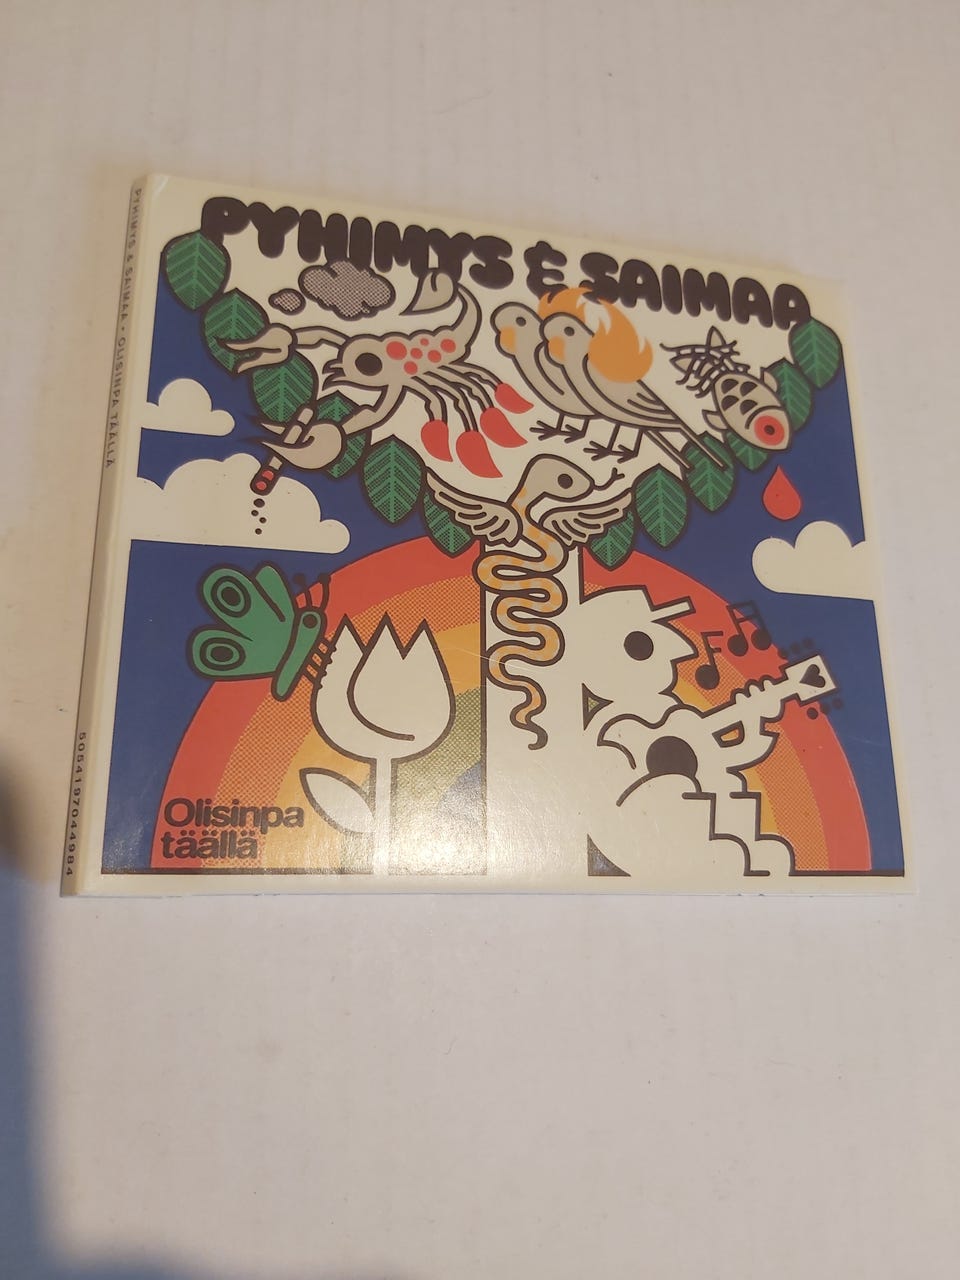 PYHIMYS & SAIMAA
Olisinpa
täällä
PYHIMYS & SAIMAA • OLISINPA TÄÄLLÄ
5054197044984